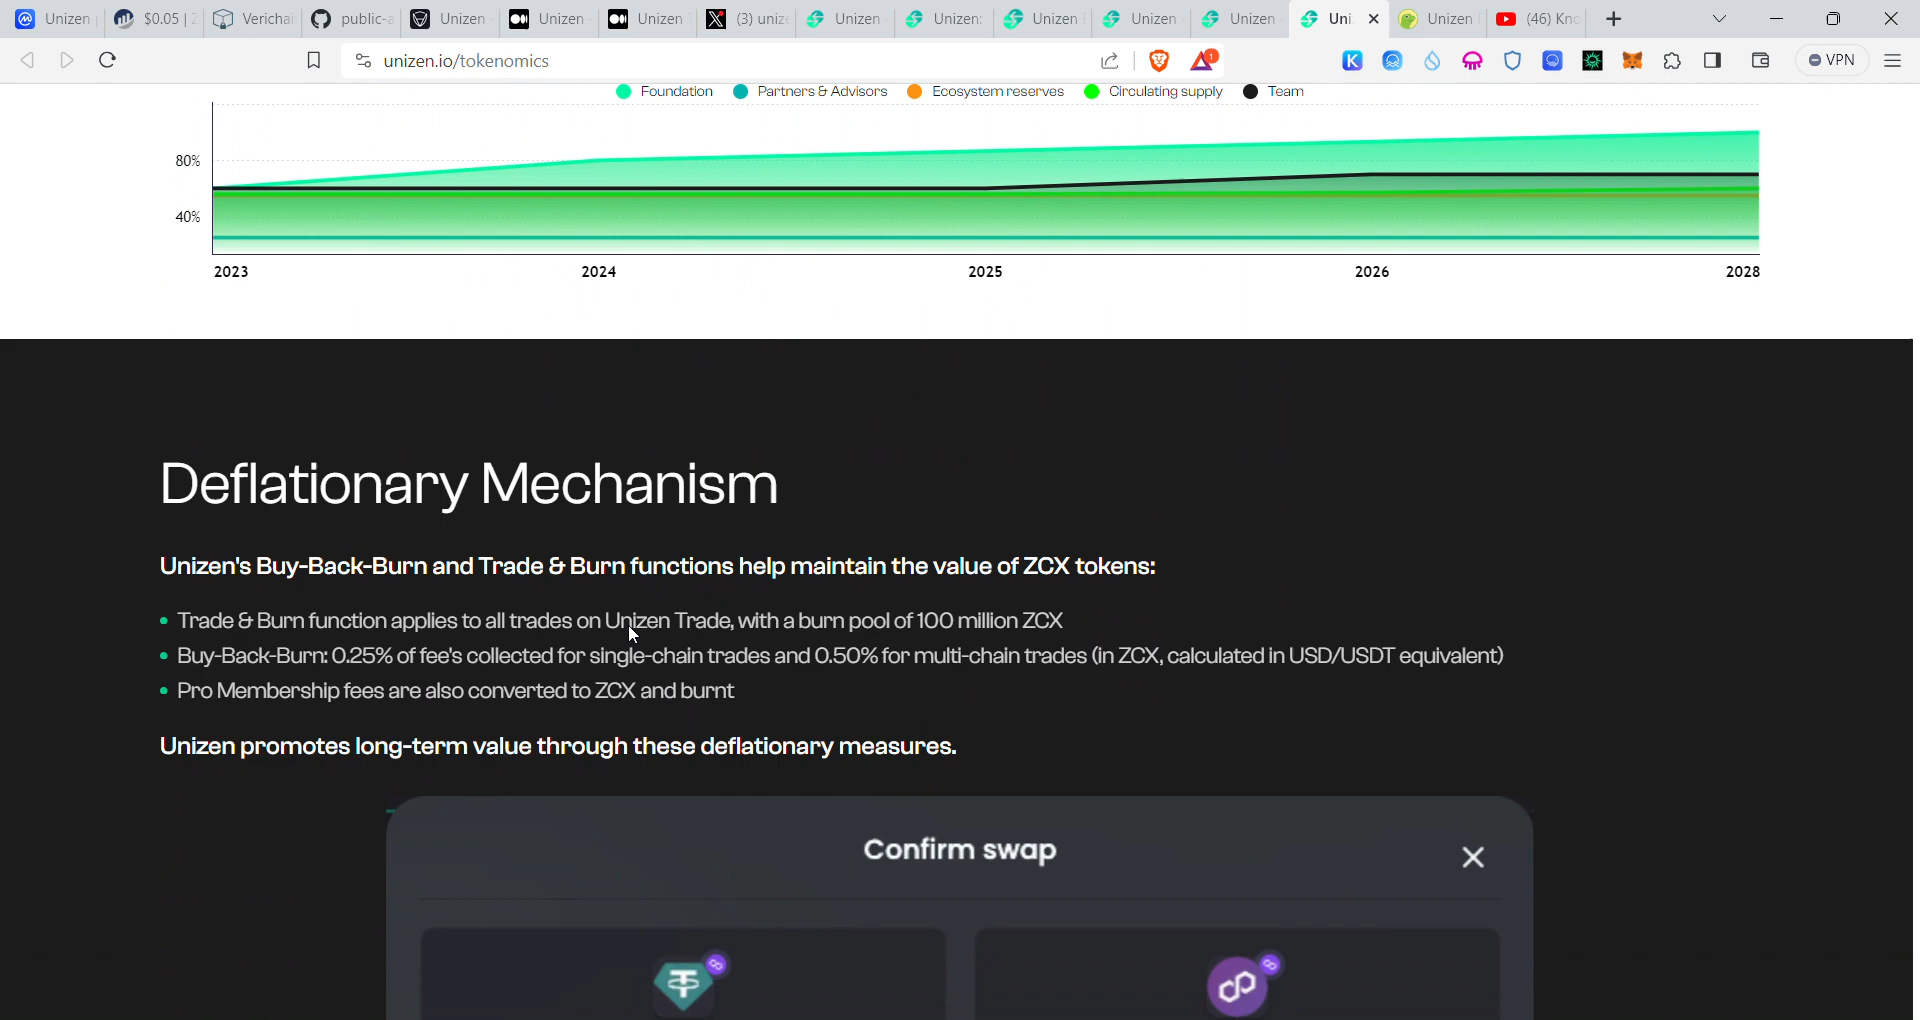 Unizen
$0.05 |
Verichai
public-a
Unizen
Unizen
Unizen
(3) unize
Unizen
Unizen:
Unizen
Unizen
Unizen
Uni
Unizen
(46) Kno
unizen.io/tokenomics
1
VPN
Foundation
Partners & Advisors
Ecosystem reserves
Circulating supply
Team
80%
40%
2023
2024
2025
2026
2028
Deflationary Mechanism
Unizen's Buy-Back-Burn and Trade & Burn functions help maintain the value of ZCX tokens:
Trade & Burn function applies to all trades on Unizen Trade, with a burn pool of 100 million ZCX
Buy-Back-Burn: 0.25% of fee's collected for single-chain trades and 0.50% for multi-chain trades (in ZCX, calculated in USD/USDT equivalent)
Pro Membership fees are also converted to ZCX and burnt
Unizen promotes long-term value through these deflationary measures.
Confirm swap